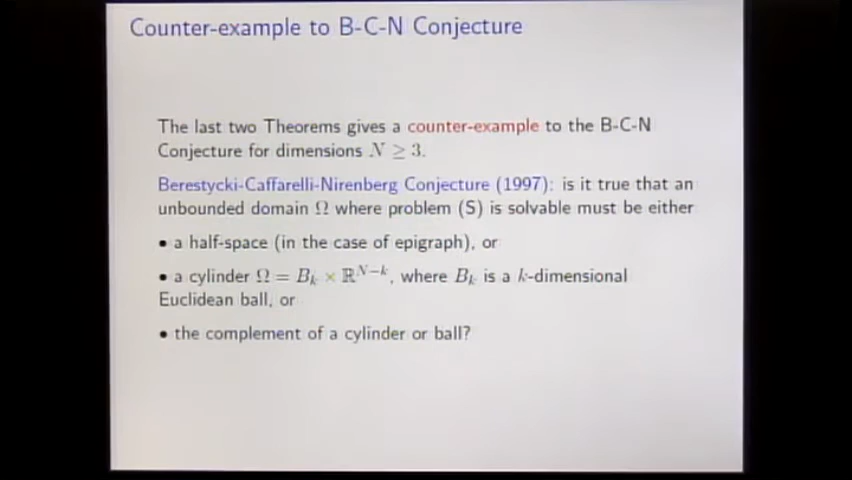 Counter-example to B-C-N Conjecture
The last two Theorems gives a counter-example to the B-C-N
Conjecture for dimensions N ≥ 3.
Berestycki-Caffarelli-Nirenberg Conjecture (1997): is it true that an
unbounded domain Ω where problem (S) is solvable must be either
• a half-space (in the case of epigraph), or
• a cylinder Ω = Bₖ × ℝᴺ⁻ᵏ, where Bₖ is a k-dimensional
Euclidean ball, or
• the complement of a cylinder or ball?